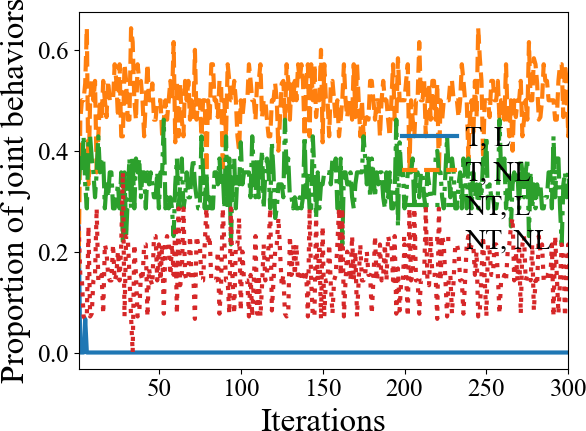 Proportion of joint behaviors
0.6
0.4
0.2
0.0
T, L
T, NL
NT, L
NT, NL
50
100
150
200
250
300
Iterations